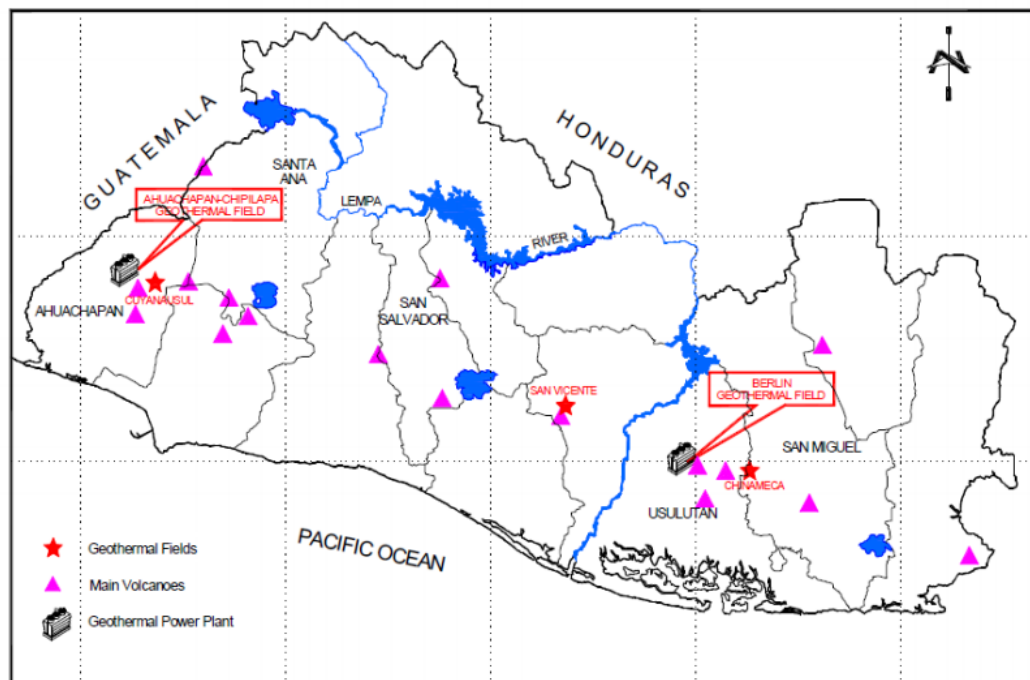 GUATEMALA
HONDURAS
SANTA
ANA
AHUACHAPAN-CHIPILAPA
GEOTHERMAL FIELD
LEMPA
RIVER
CUYANAUSUL
AHUACHAPAN
SAN
SALVADOR
SAN VICENTE
BERLIN
GEOTHERMAL FIELD
SAN MIGUEL
CHINAMECA
USULUTAN
PACIFIC OCEAN
Geothermal Fields
Main Volcanoes
Geothermal Power Plant
N